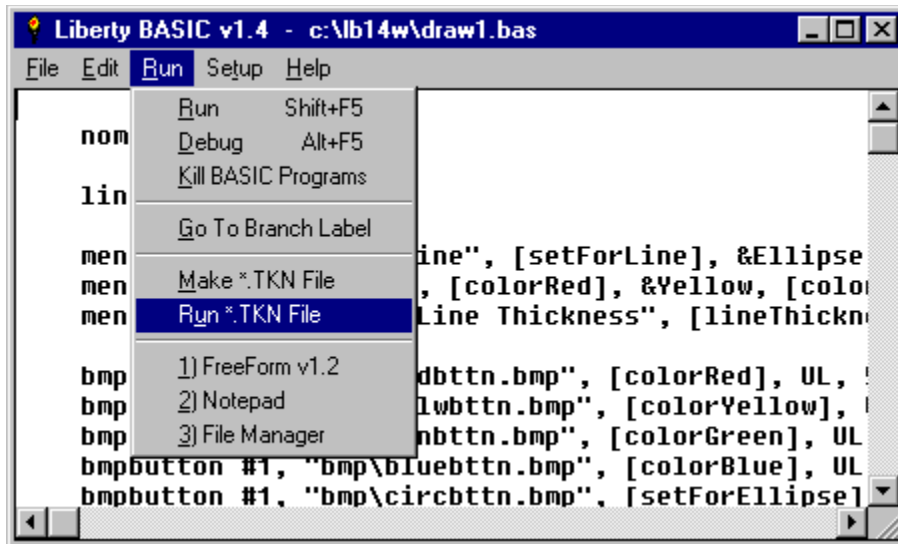 Liberty BASIC v1.4 - c:\lb14w\draw1.bas
File Edit Run Setup Help
Run Shift+F5
Debug Alt+F5
Kill BASIC Programs
Go To Branch Label
Make *.TKN File
Run *.TKN File
1) FreeForm v1.2
2) Notepad
3) File Manager
nom
lin
men ine", [setForLine], &Ellipse
men , [colorRed], &Yellow, [colo
men Line Thickness", [lineThickn
bmp dbttn.bmp", [colorRed], UL,
bmp lwbttn.bmp", [colorYellow],
bmp nbttn.bmp", [colorGreen], UL
bmpbutton #1, "bmp\bluebttn.bmp", [colorBlue], UL
bmpbutton #1, "bmp\circbttn.bmp", [setForEllipse]